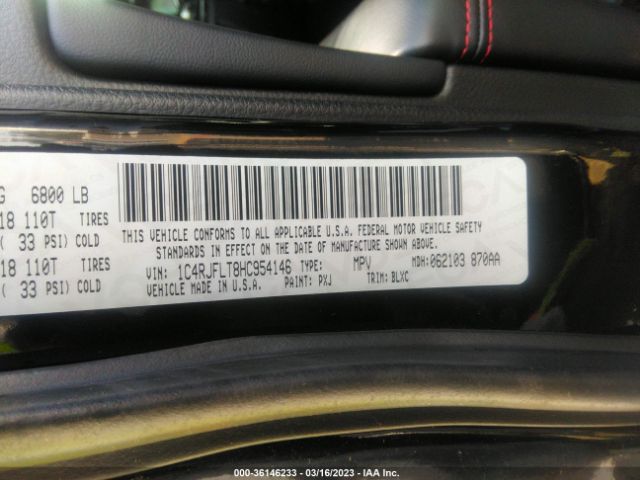 G 6800 LB
18 110T TIRES
( 33 PSI) COLD
18 110T TIRES
( 33 PSI) COLD
THIS VEHICLE CONFORMS TO ALL APPLICABLE U.S.A. FEDERAL MOTOR VEHICLE SAFETY
STANDARDS IN EFFECT ON THE DATE OF MANUFACTURE SHOWN ABOVE.
VIN: 1C4RJFLT8HC954146 TYPE: MPV MDH: 062103 870AA
VEHICLE MADE IN U.S.A. PAINT: PXJ TRIM: BLXC
000-36146233 - 03/16/2023 - IAA Inc.